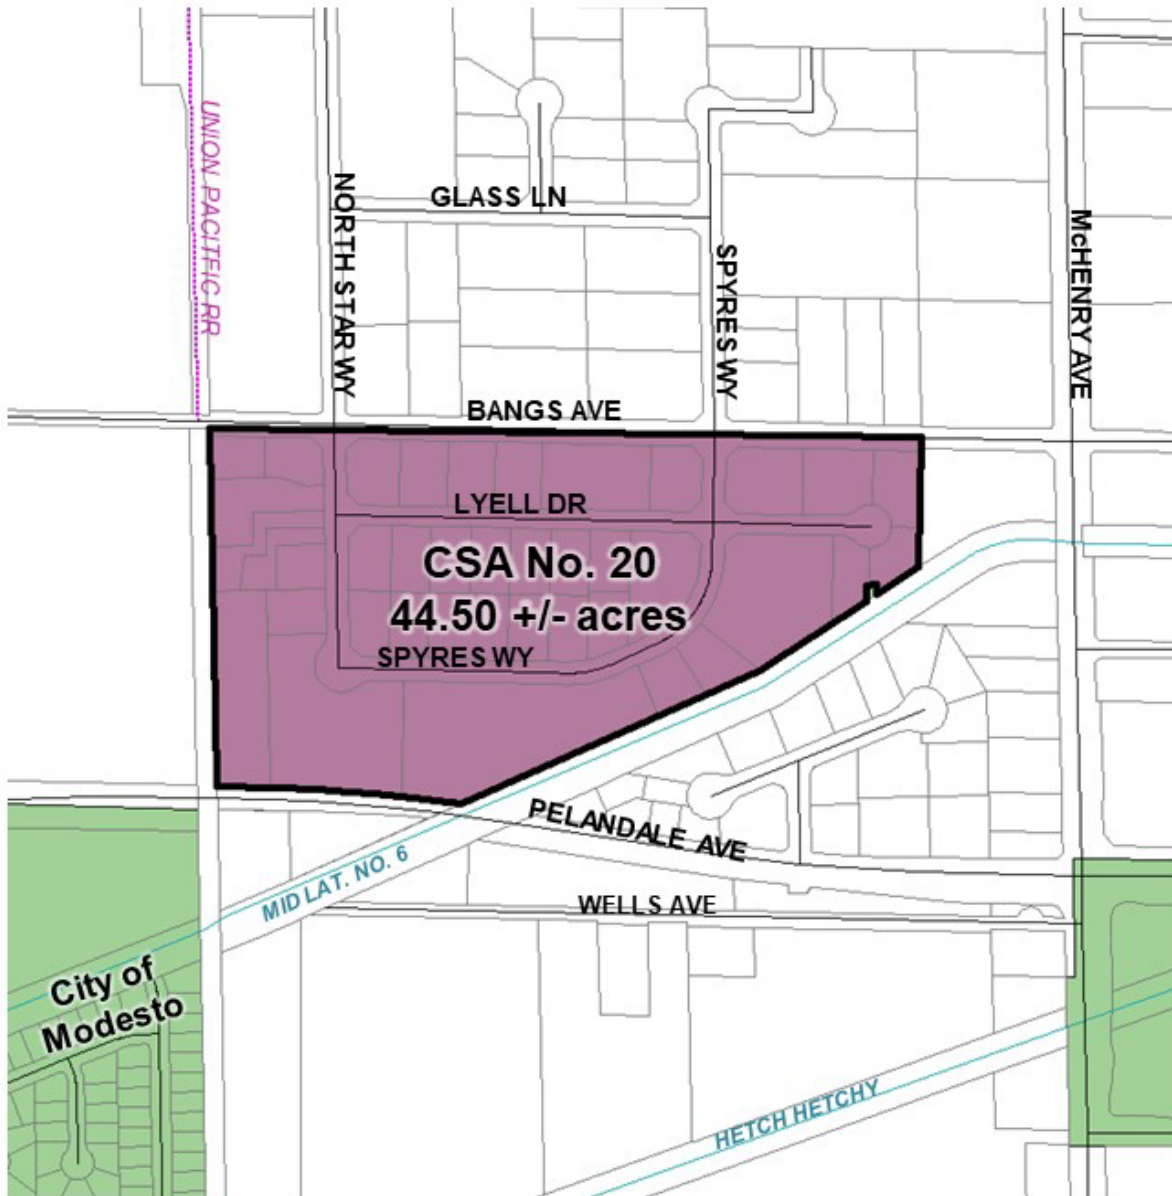 UNION PACITFIC RR
NORTH STAR WY
GLASS LN
SPYRES WY
McHENRY AVE
BANGS AVE
LYELL DR
CSA No. 20
44.50 +/- acres
SPYRES WY
PELANDALE AVE
MID LAT. NO. 6
WELLS AVE
City of
Modesto
HETCH HETCHY